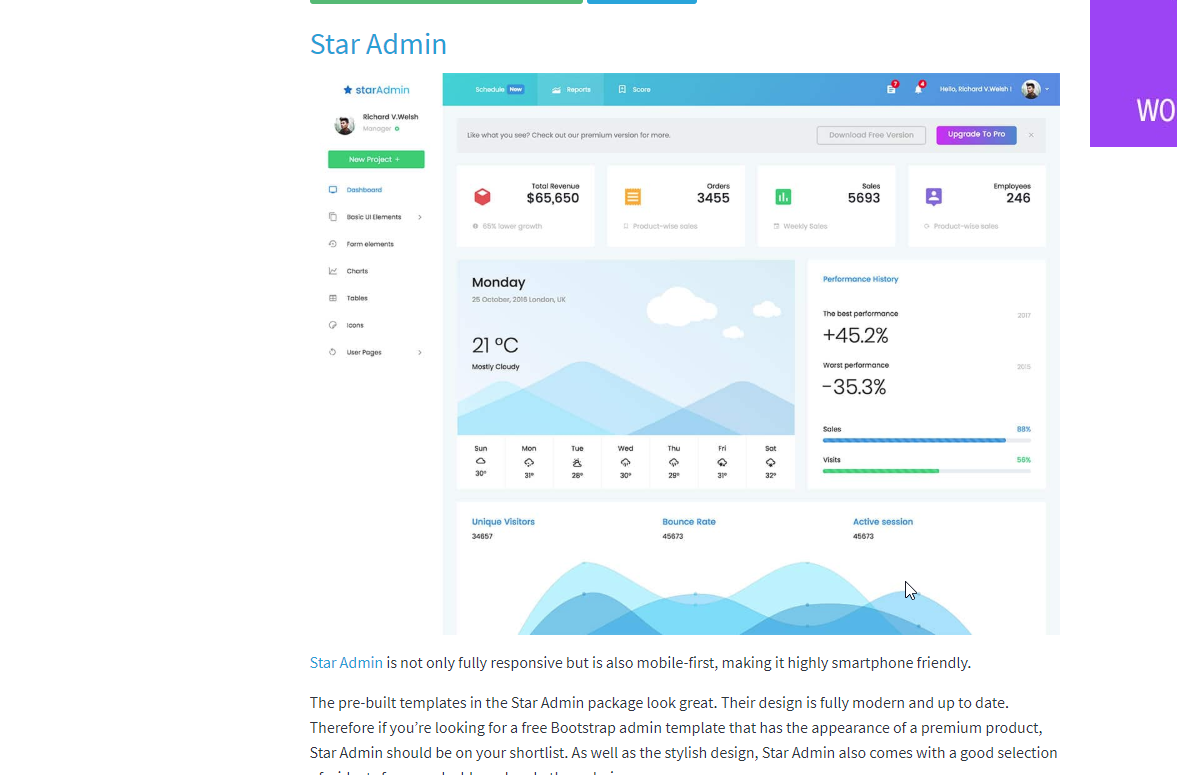 Star Admin
WO
starAdmin
Schedule New
Reports
Score
7
4
Hello, Richard V.Welsh !
Richard V.Welsh
Manager
New Project +
Dashboard
Basic UI Elements
Form elements
Charts
Tables
Icons
User Pages
Like what you see? Check out our premium version for more.
Download Free Version
Upgrade To Pro
Total Revenue
$65,650
65% lower growth
Orders
3455
Product-wise sales
Sales
5693
Weekly Sales
Employees
246
Product-wise sales
Monday
25 October, 2016 London, UK
21 °C
Mostly Cloudy
Sun Mon Tue Wed Thu Fri Sat
30° 31° 28° 30° 29° 31° 32°
Performance History
The best performance 2017
+45.2%
Worst performance 2015
-35.3%
Sales 88%
Visits 56%
Unique Visitors
34657
Bounce Rate
45673
Active session
45673
Star Admin is not only fully responsive but is also mobile-first, making it highly smartphone friendly.
The pre-built templates in the Star Admin package look great. Their design is fully modern and up to date.
Therefore if you’re looking for a free Bootstrap admin template that has the appearance of a premium product,
Star Admin should be on your shortlist. As well as the stylish design, Star Admin also comes with a good selection